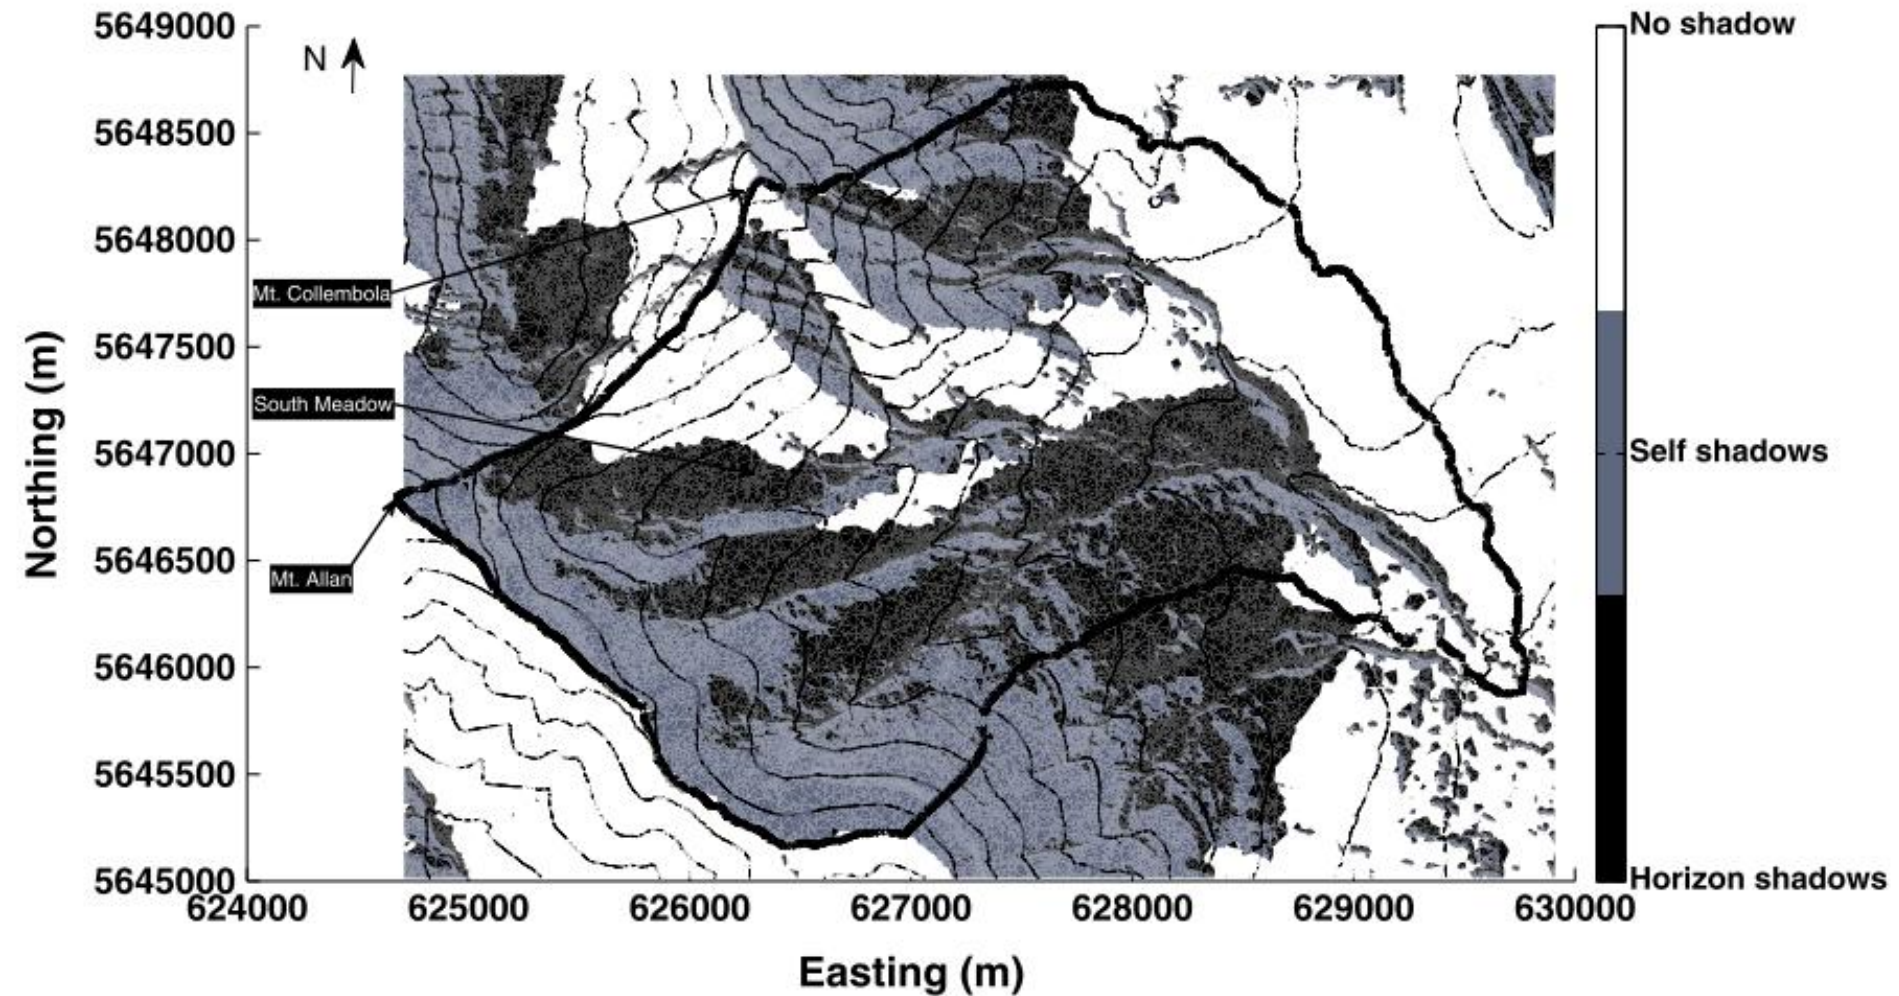 5649000
No shadow
N
5648500
5648000
Mt. Collembola
5647500
South Meadow
5647000
Self shadows
5646500
Mt. Allan
5646000
5645500
5645000
Horizon shadows
624000 625000 626000 627000 628000 629000 630000
Northing (m)
Easting (m)